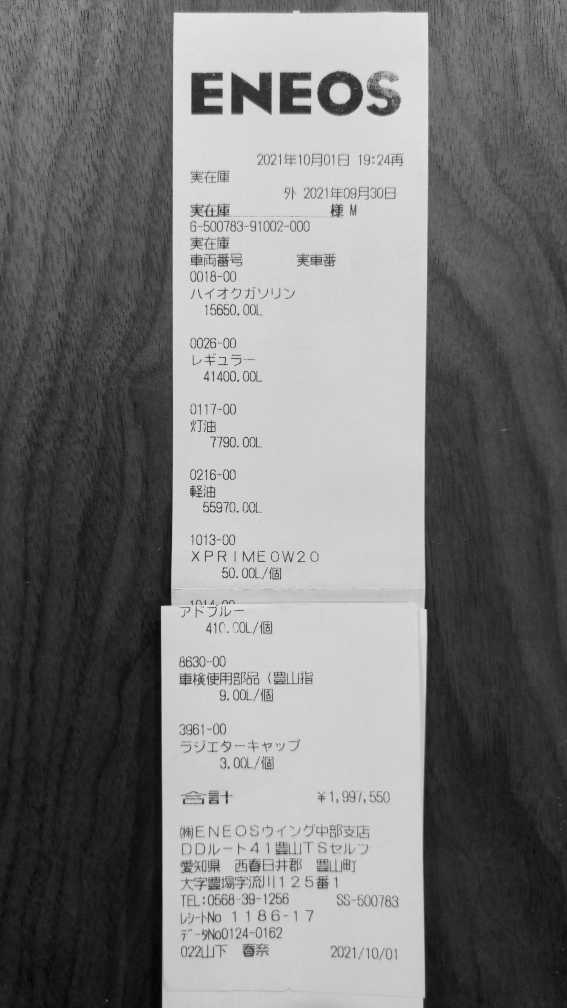 ENEOS
2021年10月01日 19:24再
実在庫
外 2021年09月30日
実在庫 様 M
6-500783-91002-000
実在庫
車両番号 実車番
0018-00
ハイオクガソリン
15650.00L
0026-00
レギュラー
41400.00L
0117-00
灯油
7790.00L
0216-00
軽油
55970.00L
1013-00
XPRIME0W20
50.00L/個
1014-00
アドブルー
410.00L/個
8630-00
車検使用部品(豊山指
9.00L/個
3961-00
ラジエターキャップ
3.00L/個
合計 ¥1,997,550
㈱ENEOSウイング中部支店
DDルート41豊山TSセルフ
愛知県 西春日井郡 豊山町
大字豊場字流川125番1
TEL:0568-39-1256 SS-500783
レシートNo 1186-17
データNo0124-0162
022山下 春奈 2021/10/01